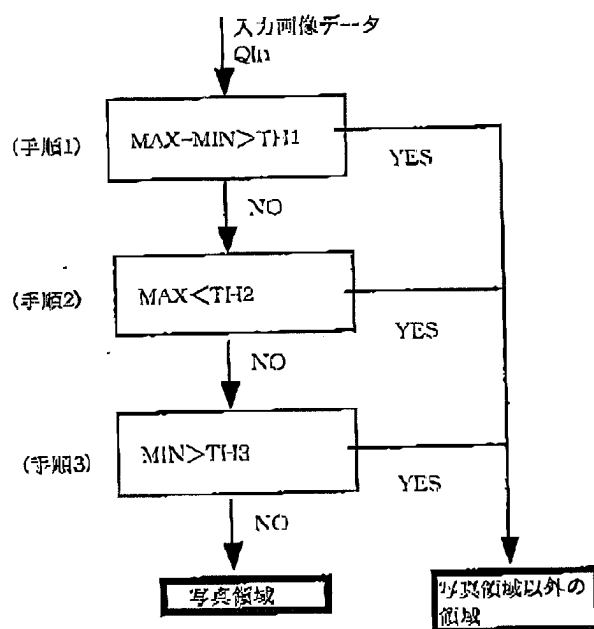 入力画像データ
QIn
(手順1)
MAX-MIN>TH1
YES
NO
(手順2)
MAX<TH2
YES
NO
(手順3)
MIN>TH3
YES
NO
写真領域
写真領域以外の
領域